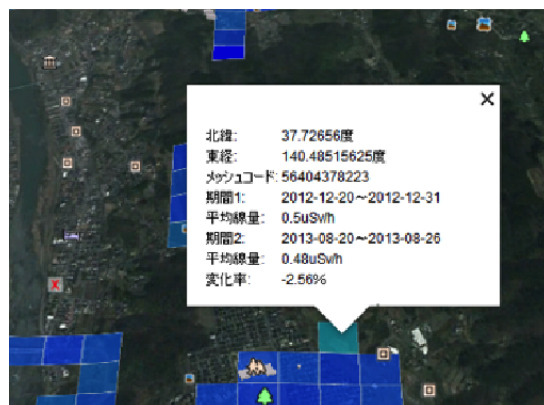 北緯: 37.72656度
東経: 140.48515625度
メッシュコード: 56404378223
期間1: 2012-12-20～2012-12-31
平均線量: 0.5uSv/h
期間2: 2013-08-20～2013-08-26
平均線量: 0.48uSv/h
変化率: -2.56%